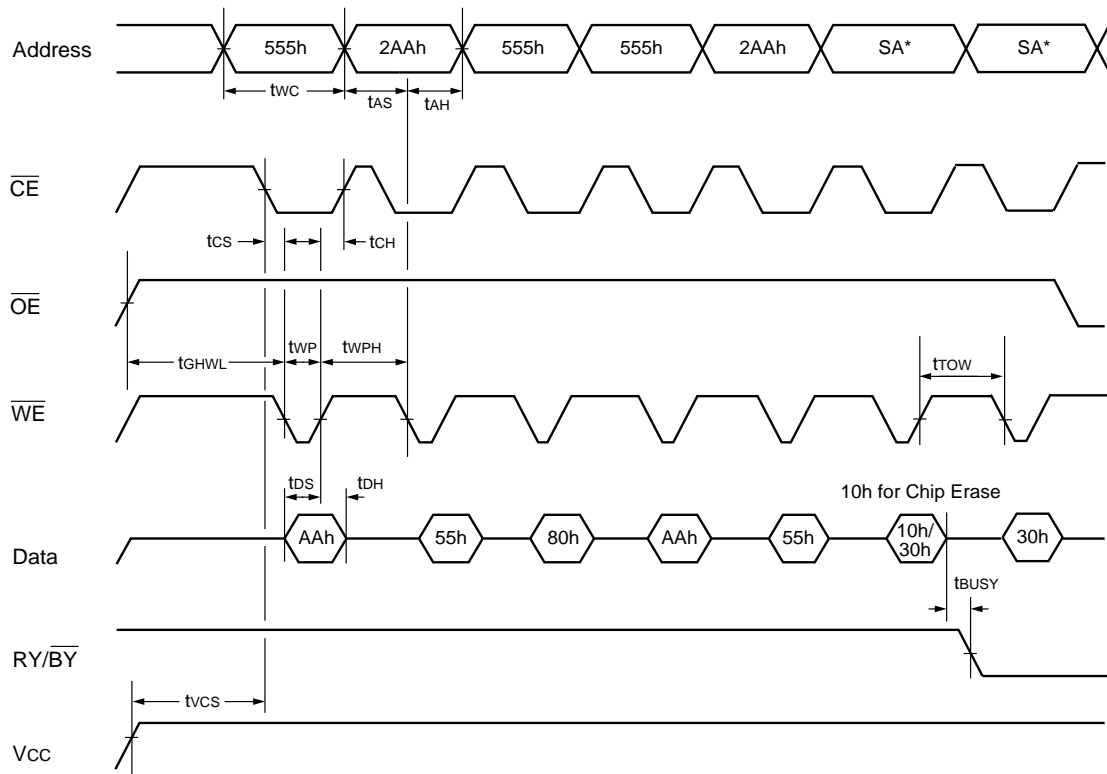 Address 555h 2AAh 555h 555h 2AAh SA* SA*
tWC tAS tAH
CE
tCS tCH
OE
tGHWL tWP tWPH tTOW
WE
tDS tDH 10h for Chip Erase
Data AAh 55h 80h AAh 55h 10h/ 30h
30h
tBUSY
RY/BY
tVCS
VCC